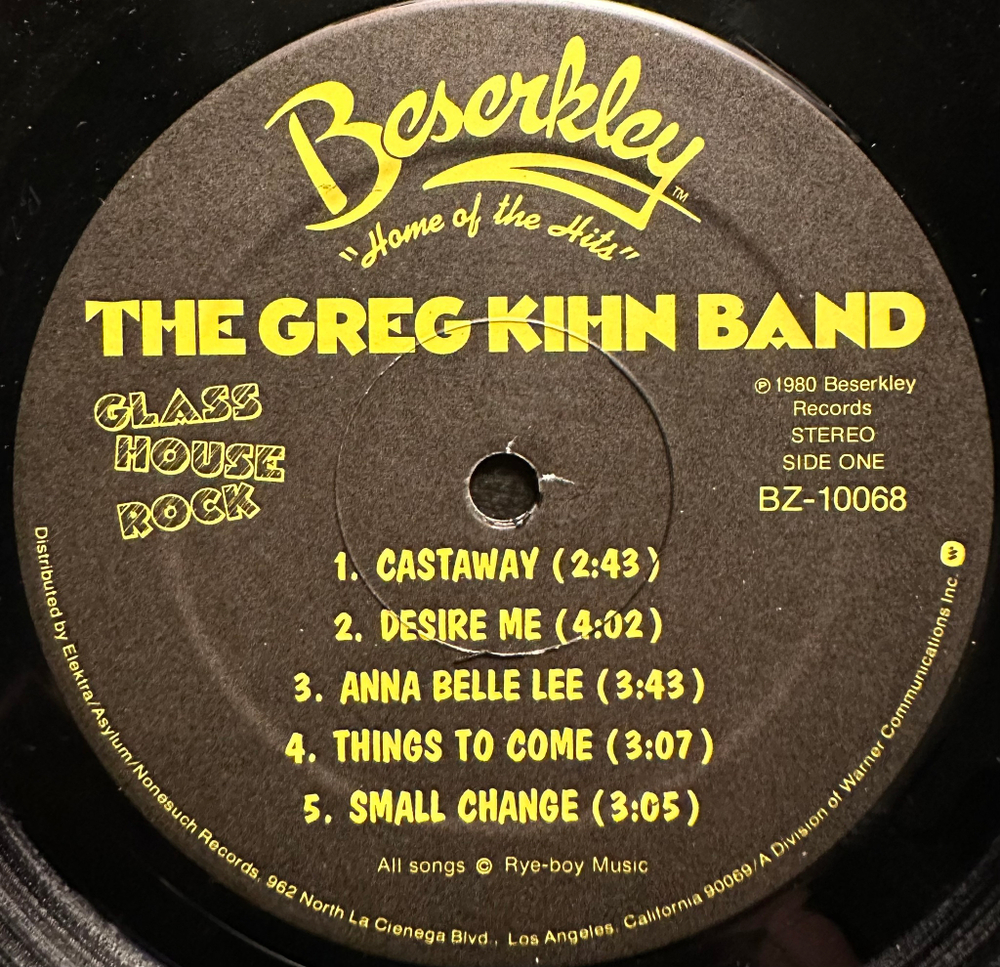 Beserkley™
"Home of the Hits"
THE GREG KIHN BAND
GLASS
HOUSE
ROCK
℗ 1980 Beserkley
Records
STEREO
SIDE ONE
BZ-10068
1. CASTAWAY (2:43)
2. DESIRE ME (4:02)
3. ANNA BELLE LEE (3:43)
4. THINGS TO COME (3:07)
5. SMALL CHANGE (3:05)
All songs © Rye-boy Music
Distributed by Elektra/Asylum/Nonesuch Records, 962 North La Cienega Blvd., Los Angeles, California 90069/A Division of Warner Communications Inc.